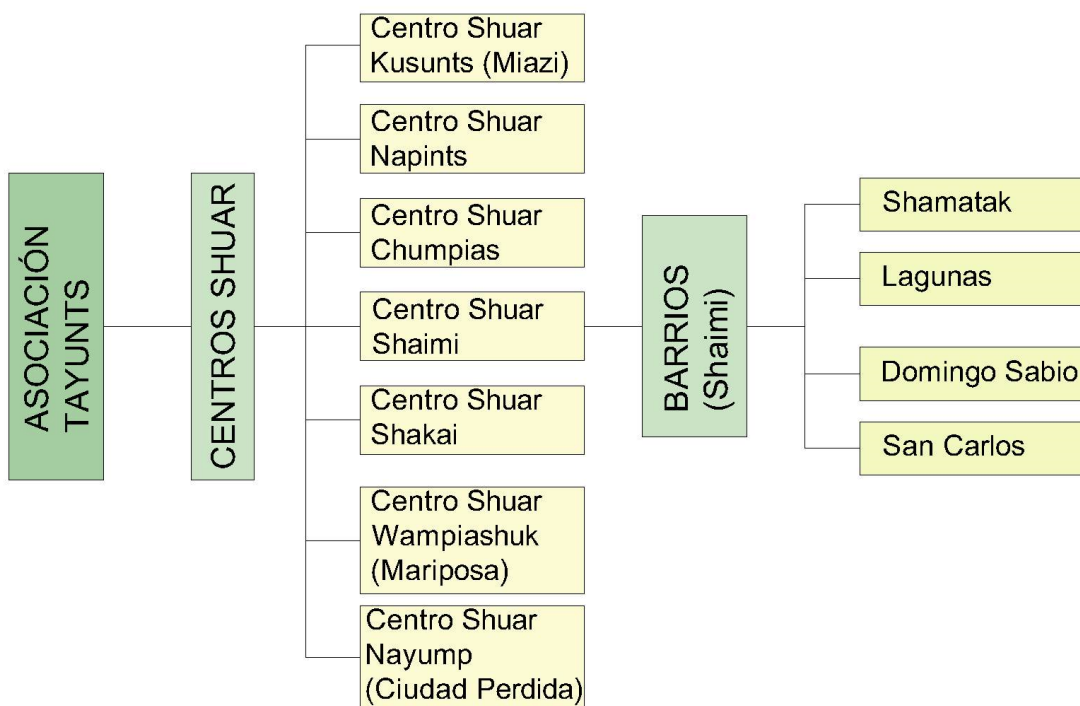 ASOCIACIÓN
TAYUNTS
CENTROS SHUAR
Centro Shuar
Kusunts (Miazi)
Centro Shuar
Napints
Centro Shuar
Chumpias
Centro Shuar
Shaimi
Centro Shuar
Shakai
Centro Shuar
Wampiashuk
(Mariposa)
Centro Shuar
Nayump
(Ciudad Perdida)
BARRIOS
(Shaimi)
Shamatak
Lagunas
Domingo Sabio
San Carlos